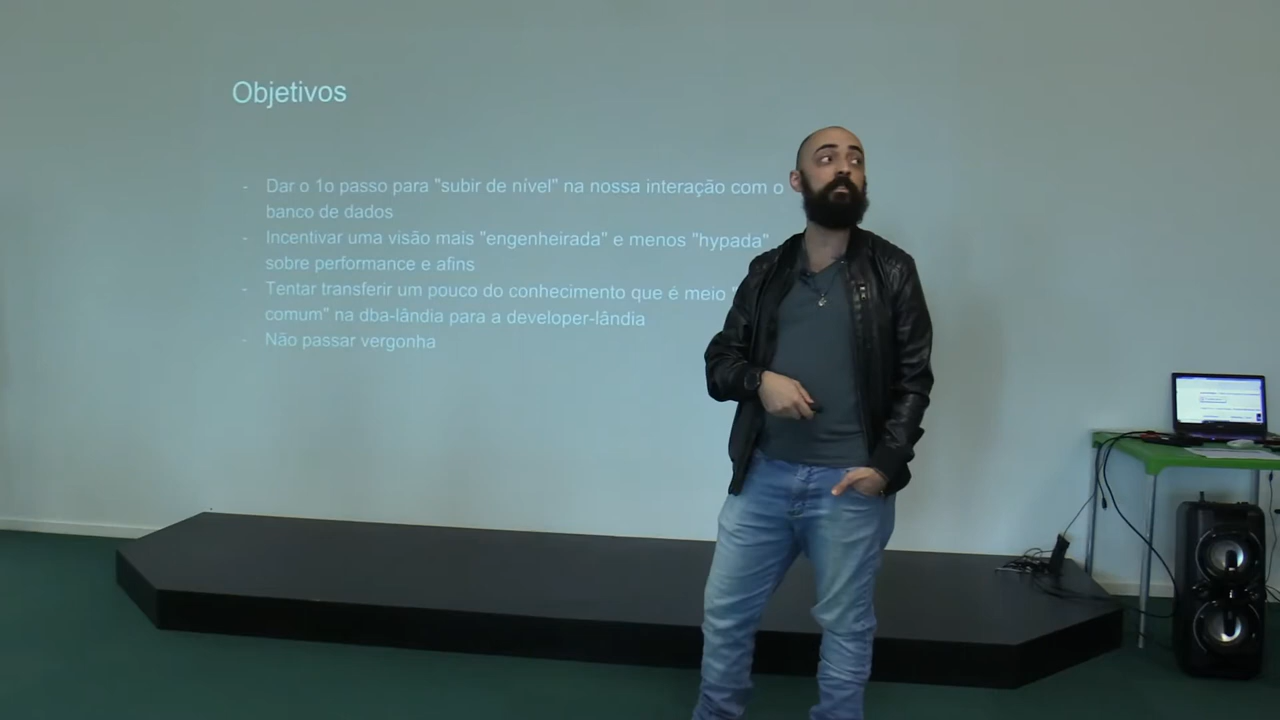 Objetivos
- Dar o 1o passo para "subir de nível" na nossa interação com o
banco de dados
- Incentivar uma visão mais "engenheirada" e menos "hypada"
sobre performance e afins
- Tentar transferir um pouco do conhecimento que é meio "
comum" na dba-lândia para a developer-lândia
- Não passar vergonha